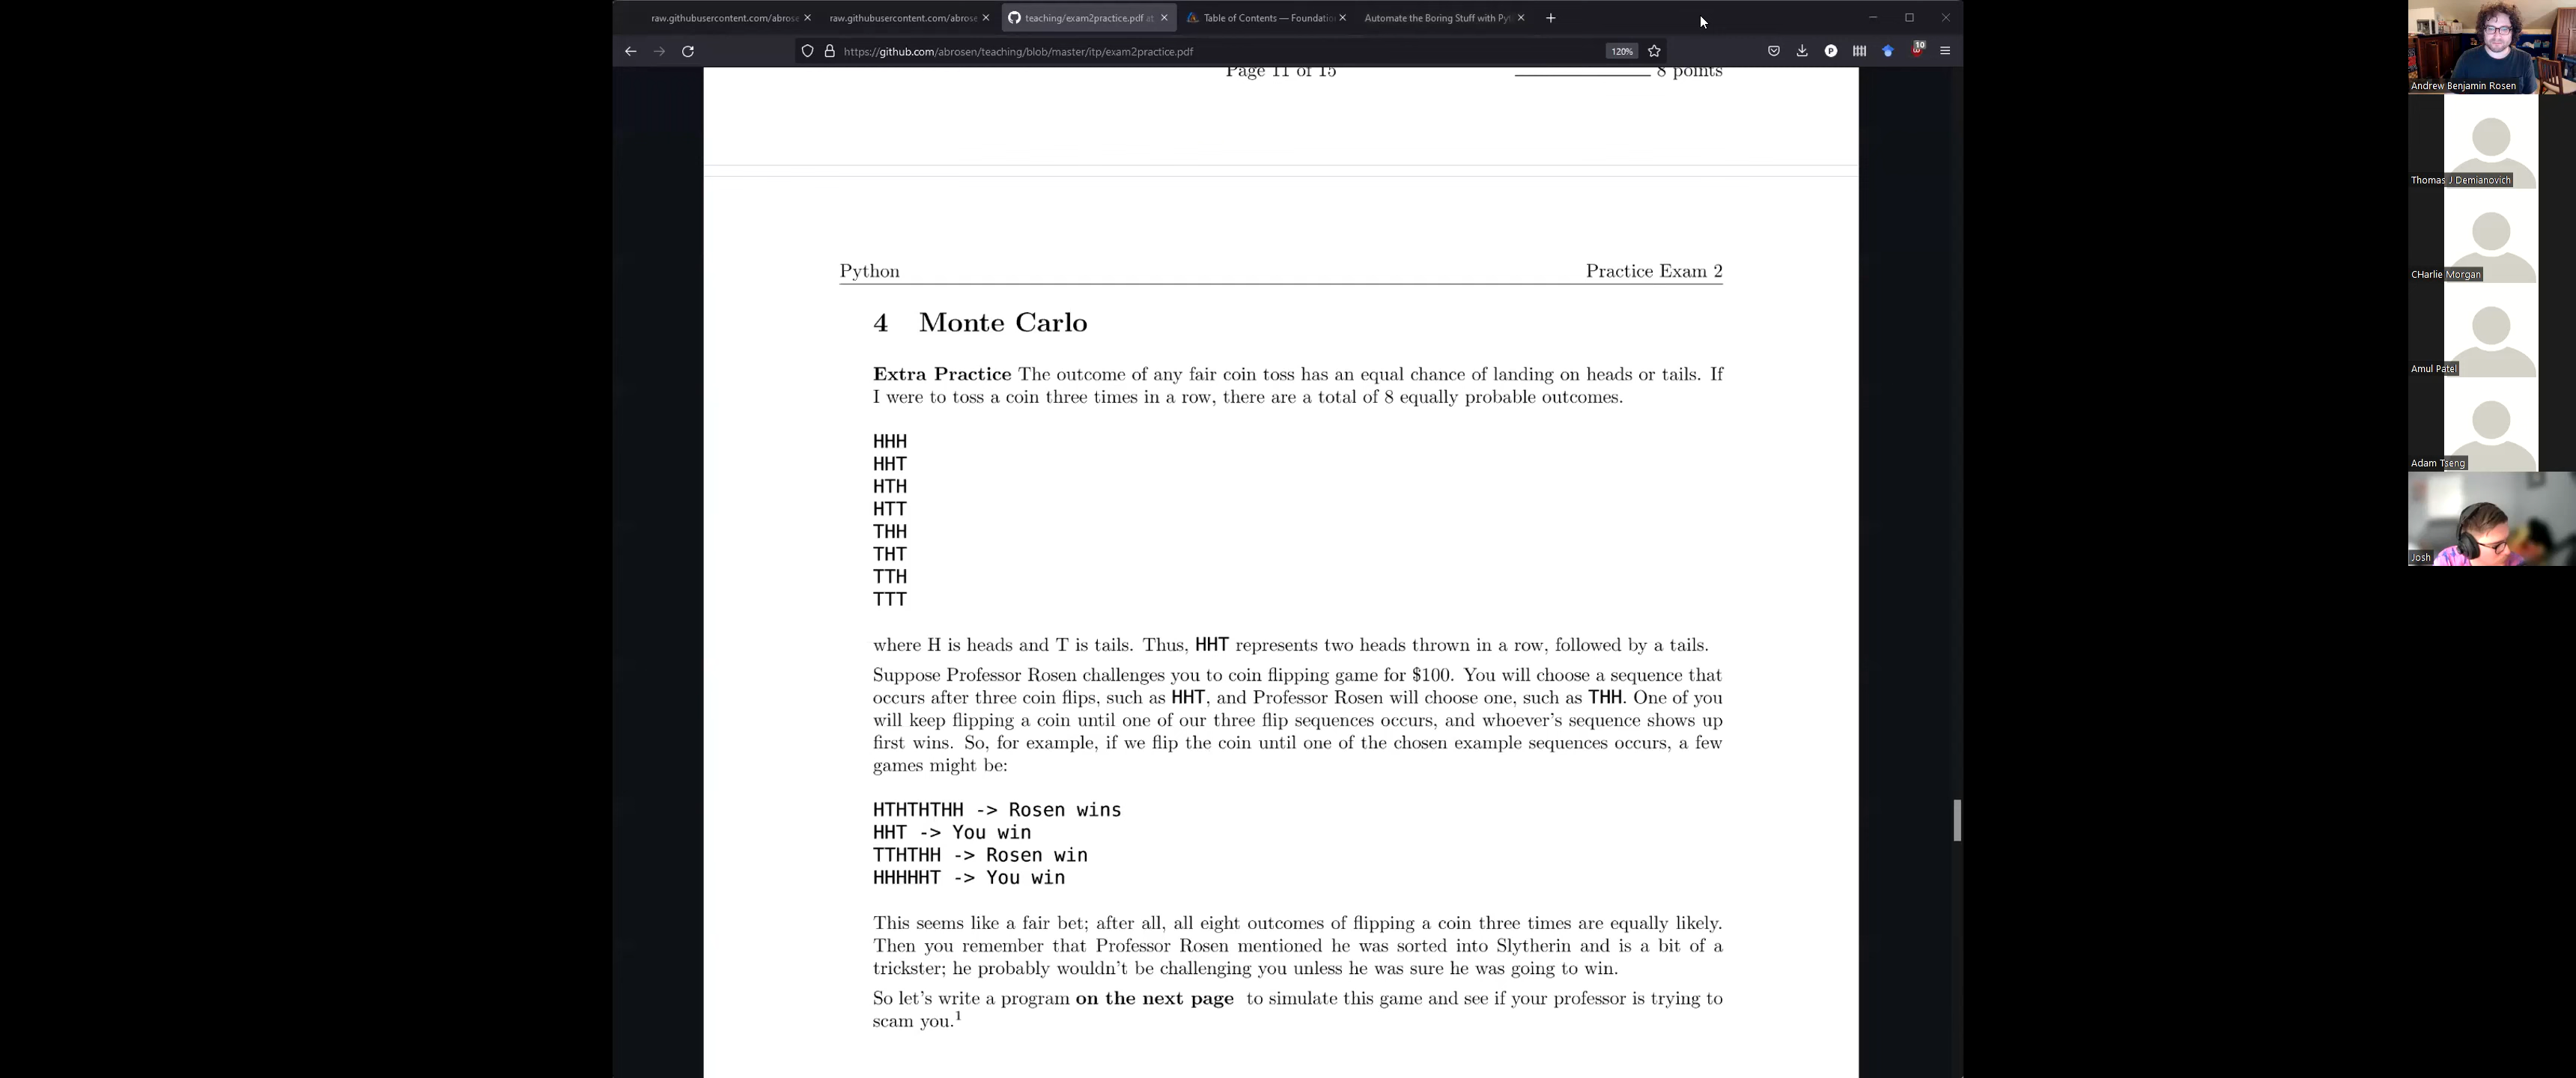 raw.githubusercontent.com/abrose
raw.githubusercontent.com/abrose
teaching/exam2practice.pdf at
Table of Contents — Foundatio
Automate the Boring Stuff with Pyt
https://github.com/abrosen/teaching/blob/master/itp/exam2practice.pdf
120%
10
Page 11 of 15
8 points
Python
Practice Exam 2
4 Monte Carlo
Extra Practice The outcome of any fair coin toss has an equal chance of landing on heads or tails. If
I were to toss a coin three times in a row, there are a total of 8 equally probable outcomes.
HHH
HHT
HTH
HTT
THH
THT
TTH
TTT
where H is heads and T is tails. Thus, HHT represents two heads thrown in a row, followed by a tails.
Suppose Professor Rosen challenges you to coin flipping game for $100. You will choose a sequence that
occurs after three coin flips, such as HHT, and Professor Rosen will choose one, such as THH. One of you
will keep flipping a coin until one of our three flip sequences occurs, and whoever's sequence shows up
first wins. So, for example, if we flip the coin until one of the chosen example sequences occurs, a few
games might be:
HTHTHTHH -> Rosen wins
HHT -> You win
TTHTHH -> Rosen win
HHHHHT -> You win
This seems like a fair bet; after all, all eight outcomes of flipping a coin three times are equally likely.
Then you remember that Professor Rosen mentioned he was sorted into Slytherin and is a bit of a
trickster; he probably wouldn't be challenging you unless he was sure he was going to win.
So let's write a program on the next page to simulate this game and see if your professor is trying to
scam you.1
Andrew Benjamin Rosen
Thomas J Demianovich
CHarlie Morgan
Amul Patel
Adam Tseng
Josh